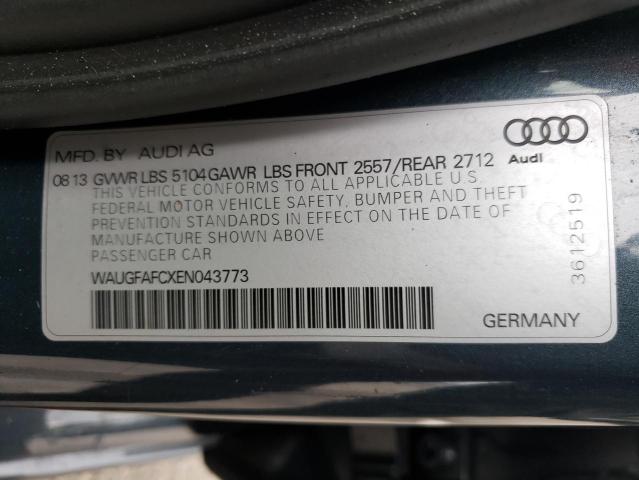 MFD. BY AUDI AG
Audi
08 13 GVWR LBS 5104 GAWR LBS FRONT 2557/REAR 2712
THIS VEHICLE CONFORMS TO ALL APPLICABLE U.S.
FEDERAL MOTOR VEHICLE SAFETY, BUMPER AND THEFT
PREVENTION STANDARDS IN EFFECT ON THE DATE OF
MANUFACTURE SHOWN ABOVE
PASSENGER CAR
WAUGFAFCXEN043773
3612519
GERMANY